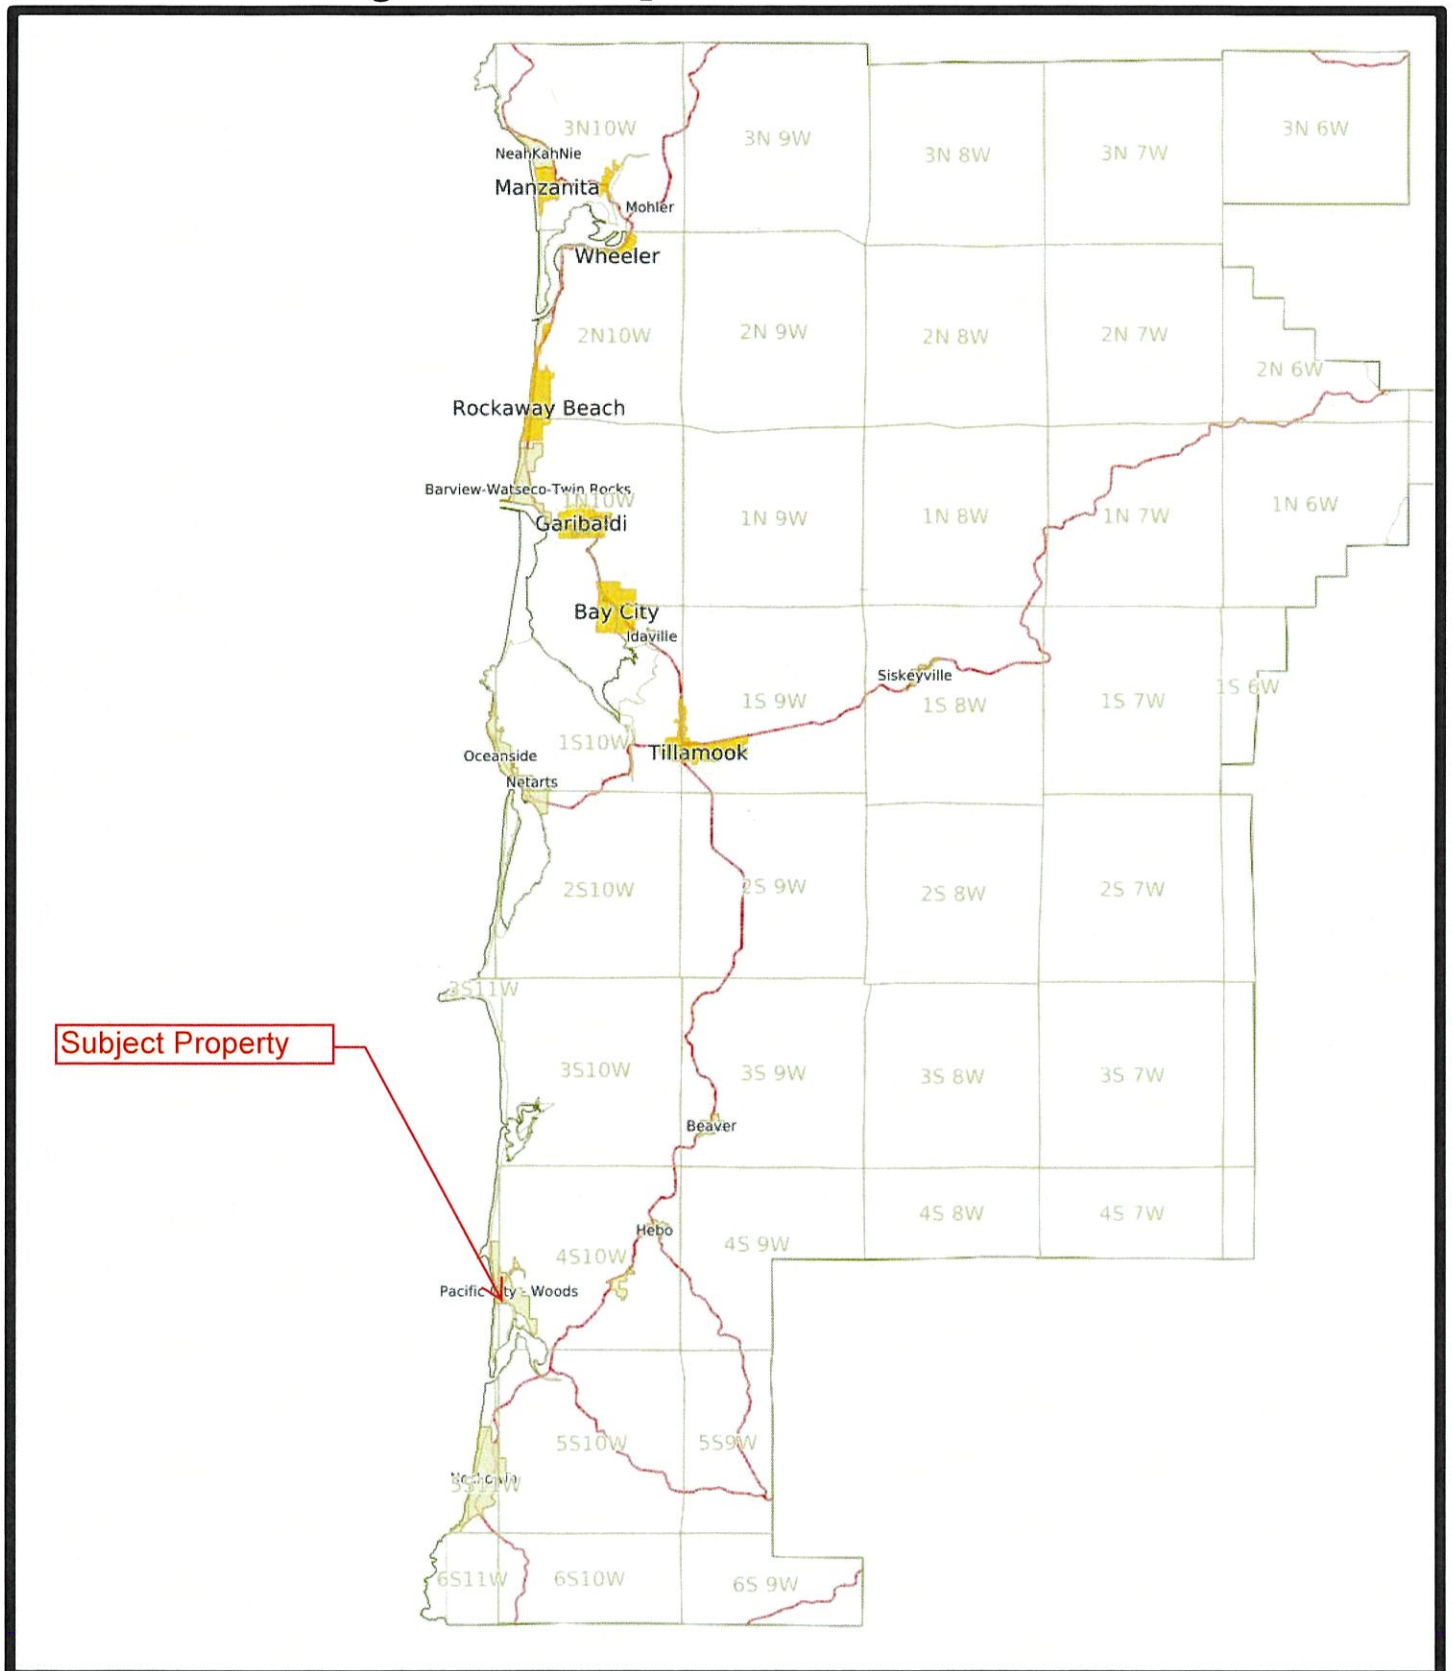 3N10W
3N 9W
3N 8W
3N 7W
3N 6W
NeahKahNie
Manzanita
Mohler
Wheeler
2N10W
2N 9W
2N 8W
2N 7W
2N 6W
Rockaway Beach
Barview-Watseco-Twin Rocks
1N10W
1N 9W
1N 8W
1N 7W
1N 6W
Garibaldi
Bay City
Idaville
Siskeyville
1S10W
1S 9W
1S 8W
1S 7W
1S 6W
Tillamook
Oceanside
Netarts
2S10W
2S 9W
2S 8W
2S 7W
3S11W
Subject Property
3S10W
3S 9W
3S 8W
3S 7W
Beaver
4S 8W
4S 7W
Hebo
4S10W
4S 9W
Pacific City - Woods
5S10W
5S9W
5S11W
6S11W
6S10W
6S 9W